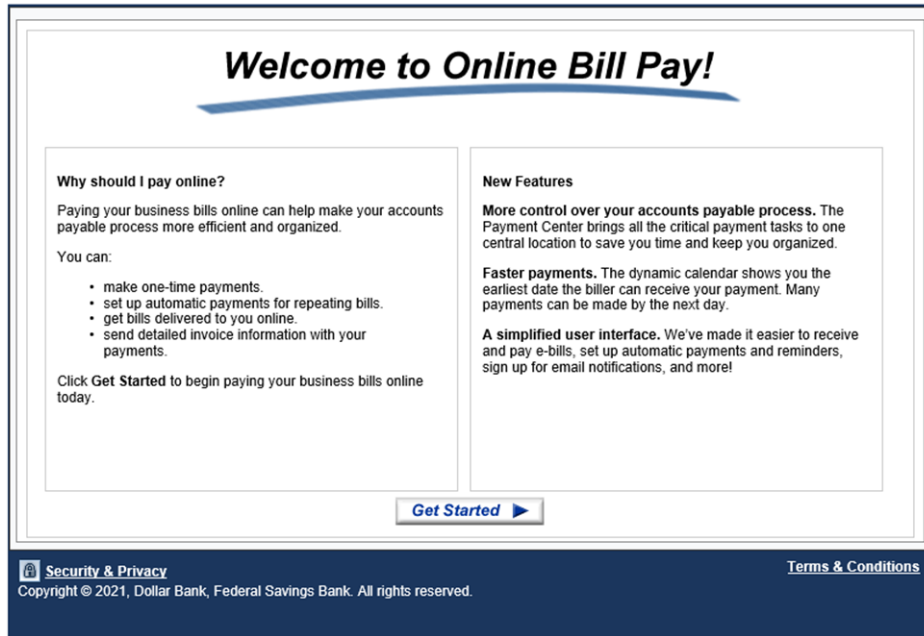 Welcome to Online Bill Pay!
Why should I pay online?
Paying your business bills online can help make your accounts
payable process more efficient and organized.
You can:
• make one-time payments.
• set up automatic payments for repeating bills.
• get bills delivered to you online.
• send detailed invoice information with your
payments.
Click Get Started to begin paying your business bills online
today.
New Features
More control over your accounts payable process. The
Payment Center brings all the critical payment tasks to one
central location to save you time and keep you organized.
Faster payments. The dynamic calendar shows you the
earliest date the biller can receive your payment. Many
payments can be made by the next day.
A simplified user interface. We've made it easier to receive
and pay e-bills, set up automatic payments and reminders,
sign up for email notifications, and more!
Get Started
Security & Privacy
Terms & Conditions
Copyright © 2021, Dollar Bank, Federal Savings Bank. All rights reserved.